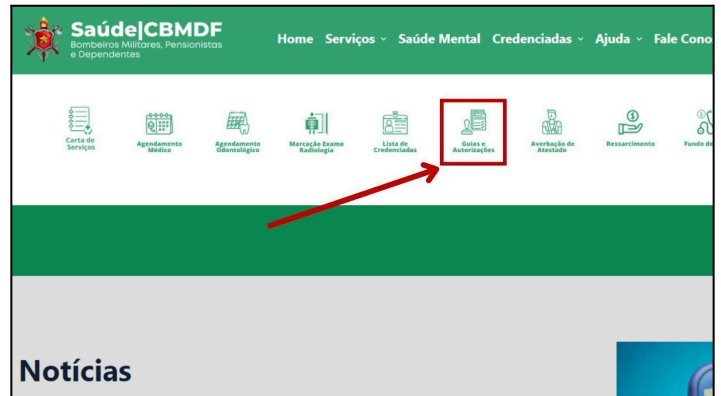 Saúde|CBMDF
Bombeiros Militares, Pensionistas
e Dependentes
Home Serviços Saúde Mental Credenciadas Ajuda Fale Cono
Carta de
Serviços
Agendamento
Médico
Agendamento
Odontológico
Marcação Exame
Radiologia
Lista de
Credenciadas
Guias e
Autorizações
Averbação de
Atestado
Ressarcimento
Fundo de
Notícias